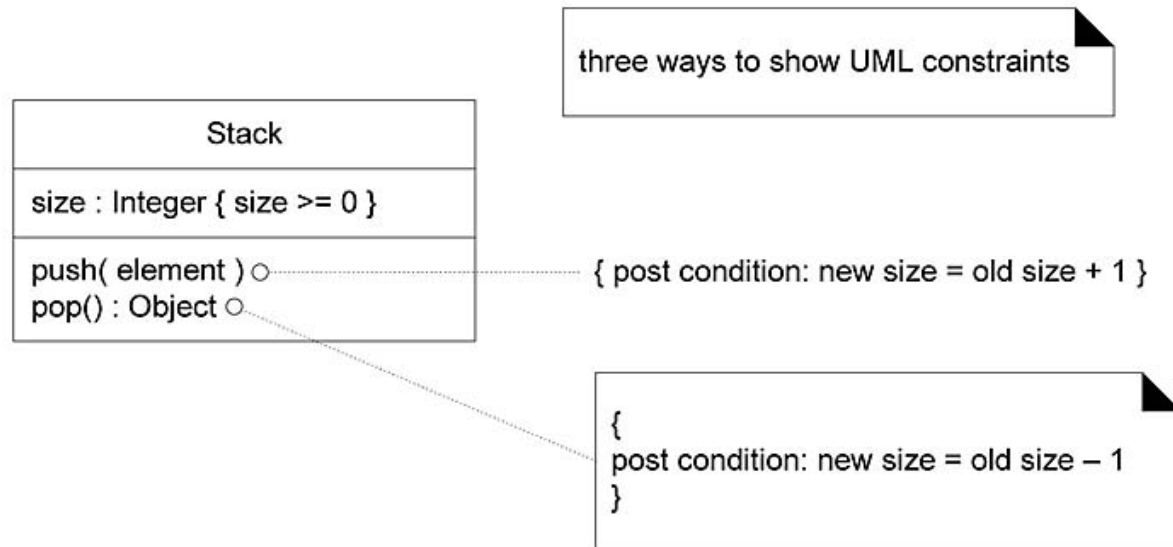 three ways to show UML constraints
Stack
size : Integer { size >= 0 }
push( element )
{ post condition: new size = old size + 1 }
pop() : Object
{
post condition: new size = old size – 1
}